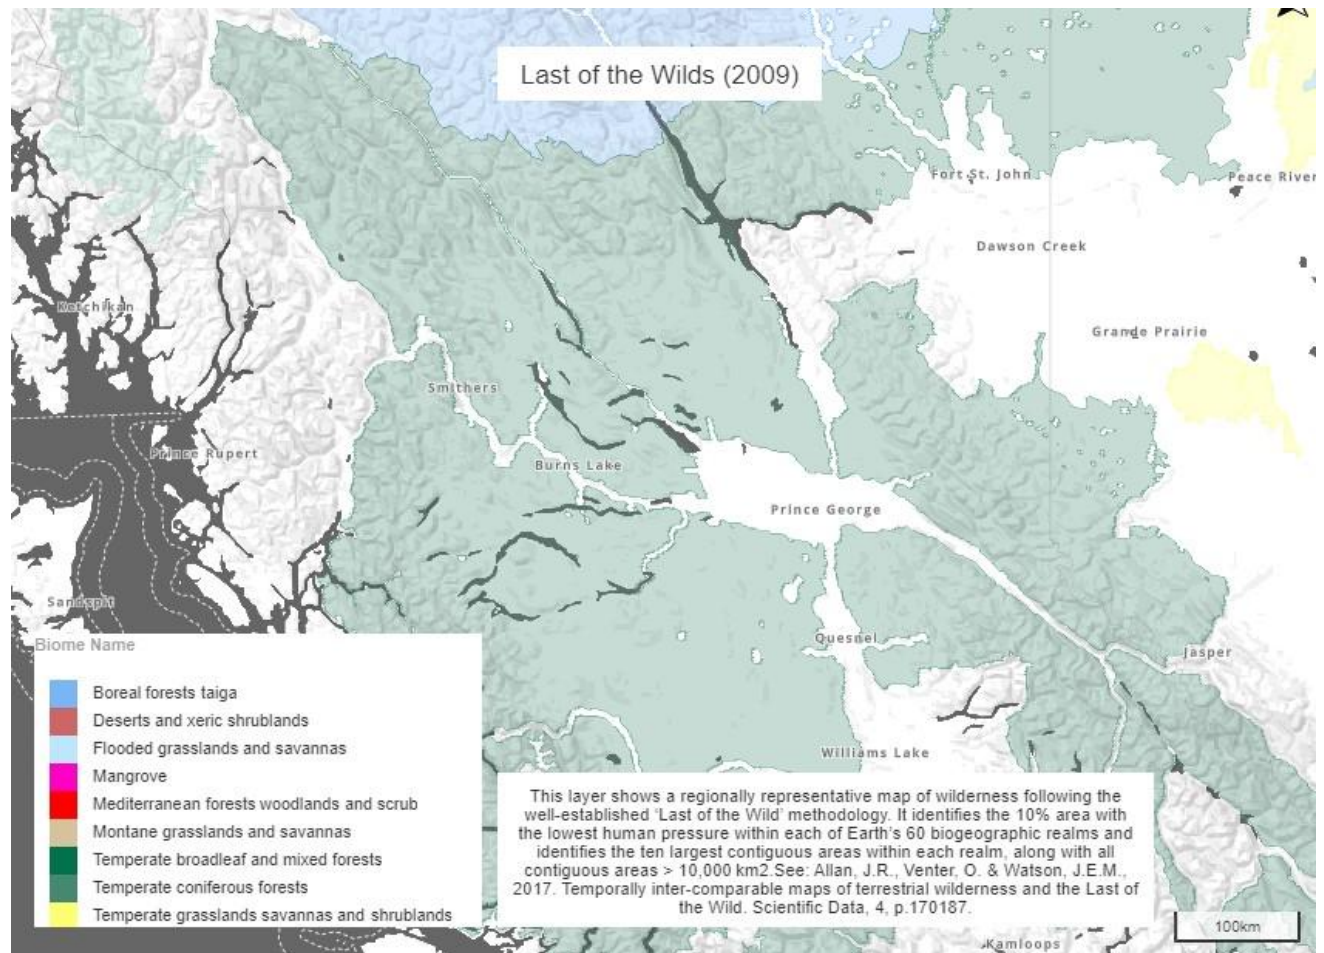 Last of the Wilds (2009)
Fort St. John
Peace River
Dawson Creek
Ketchikan
Grande Prairie
Smithers
Prince Rupert
Burns Lake
Prince George
Sandspit
Quesnel
Jasper
Williams Lake
Kamloops
Biome Name
Boreal forests taiga
Deserts and xeric shrublands
Flooded grasslands and savannas
Mangrove
Mediterranean forests woodlands and scrub
Montane grasslands and savannas
Temperate broadleaf and mixed forests
Temperate coniferous forests
Temperate grasslands savannas and shrublands
This layer shows a regionally representative map of wilderness following the
well-established 'Last of the Wild' methodology. It identifies the 10% area with
the lowest human pressure within each of Earth's 60 biogeographic realms and
identifies the ten largest contiguous areas within each realm, along with all
contiguous areas > 10,000 km2.See: Allan, J.R., Venter, O. & Watson, J.E.M.,
2017. Temporally inter-comparable maps of terrestrial wilderness and the Last of
the Wild. Scientific Data, 4, p.170187.
100km